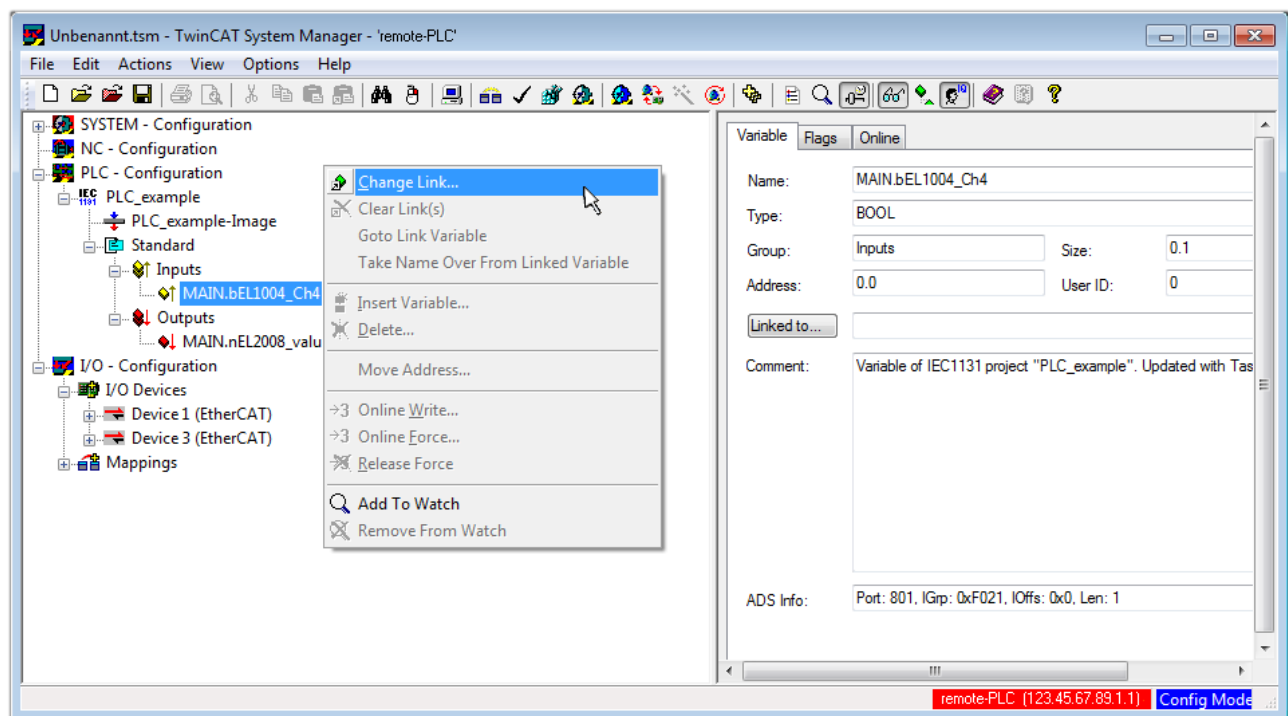 Unbenannt.tsm - TwinCAT System Manager - 'remote-PLC'
File Edit Actions View Options Help
SYSTEM - Configuration
NC - Configuration
PLC - Configuration
IEC 1131 PLC_example
PLC_example-Image
Standard
Inputs
MAIN.bEL1004_Ch4
Outputs
MAIN.nEL2008_valu
I/O - Configuration
I/O Devices
Device 1 (EtherCAT)
Device 3 (EtherCAT)
Mappings
Change Link...
Clear Link(s)
Goto Link Variable
Take Name Over From Linked Variable
Insert Variable...
Delete...
Move Address...
→3 Online Write...
→3 Online Force...
Release Force
Add To Watch
Remove From Watch
Variable Flags Online
Name: MAIN.bEL1004_Ch4
Type: BOOL
Group: Inputs Size: 0.1
Address: 0.0 User ID: 0
Linked to...
Comment: Variable of IEC1131 project "PLC_example". Updated with Tas
ADS Info: Port: 801, IGrp: 0xF021, IOffs: 0x0, Len: 1
remote-PLC (123.45.67.89.1.1) Config Mode